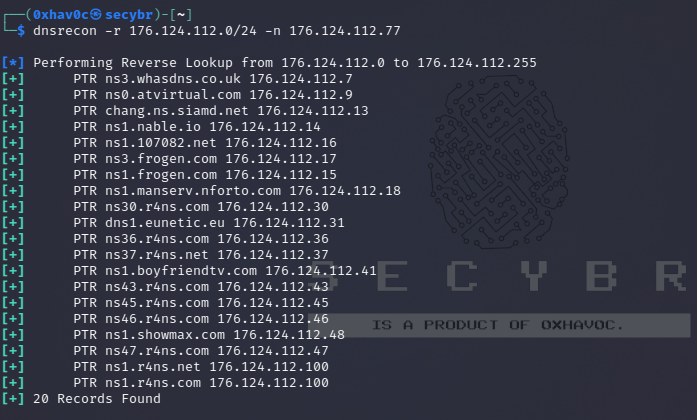 ┌──(0xhav0c㉿secybr)-[~]
└─$ dnsrecon -r 176.124.112.0/24 -n 176.124.112.77
[*] Performing Reverse Lookup from 176.124.112.0 to 176.124.112.255
[+] PTR ns3.whasdns.co.uk 176.124.112.7
[+] PTR ns0.atvirtual.com 176.124.112.9
[+] PTR chang.ns.siamd.net 176.124.112.13
[+] PTR ns1.nable.io 176.124.112.14
[+] PTR ns1.107082.net 176.124.112.16
[+] PTR ns3.frogen.com 176.124.112.17
[+] PTR ns1.frogen.com 176.124.112.15
[+] PTR ns1.manserv.nforto.com 176.124.112.18
[+] PTR ns30.r4ns.com 176.124.112.30
[+] PTR dns1.eunetic.eu 176.124.112.31
[+] PTR ns36.r4ns.com 176.124.112.36
[+] PTR ns37.r4ns.net 176.124.112.37
[+] PTR ns1.boyfriendtv.com 176.124.112.41
[+] PTR ns43.r4ns.com 176.124.112.43
[+] PTR ns45.r4ns.com 176.124.112.45
[+] PTR ns46.r4ns.com 176.124.112.46
[+] PTR ns1.showmax.com 176.124.112.48
[+] PTR ns47.r4ns.com 176.124.112.47
[+] PTR ns1.r4ns.net 176.124.112.100
[+] PTR ns1.r4ns.com 176.124.112.100
[+] 20 Records Found
SECYBR
IS A PRODUCT OF 0XHAV0C.